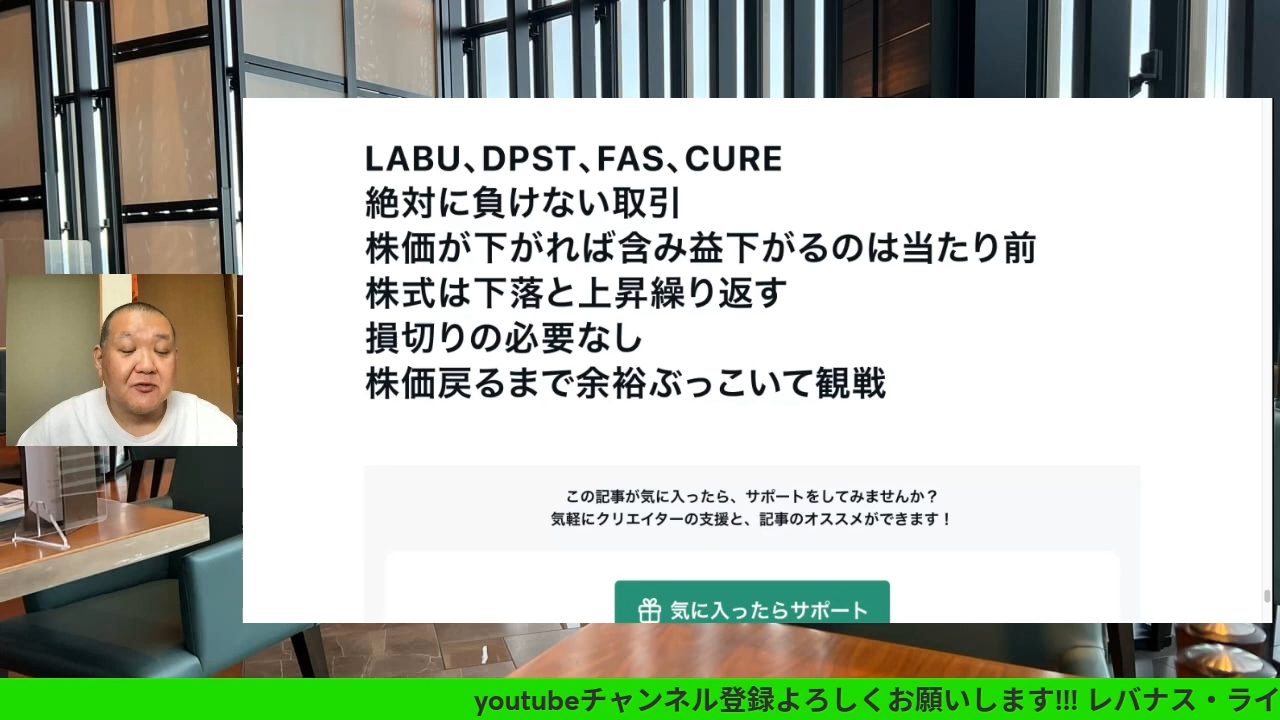 LABU、DPST、FAS、CURE
絶対に負けない取引
株価が下がれば含み益下がるのは当たり前
株式は下落と上昇繰り返す
損切りの必要なし
株価戻るまで余裕ぶっこいて観戦
この記事が気に入ったら、サポートをしてみませんか？
気軽にクリエイターの支援と、記事のオススメができます！
気に入ったらサポート
youtubeチャンネル登録よろしくお願いします!!! レバナス・ライ